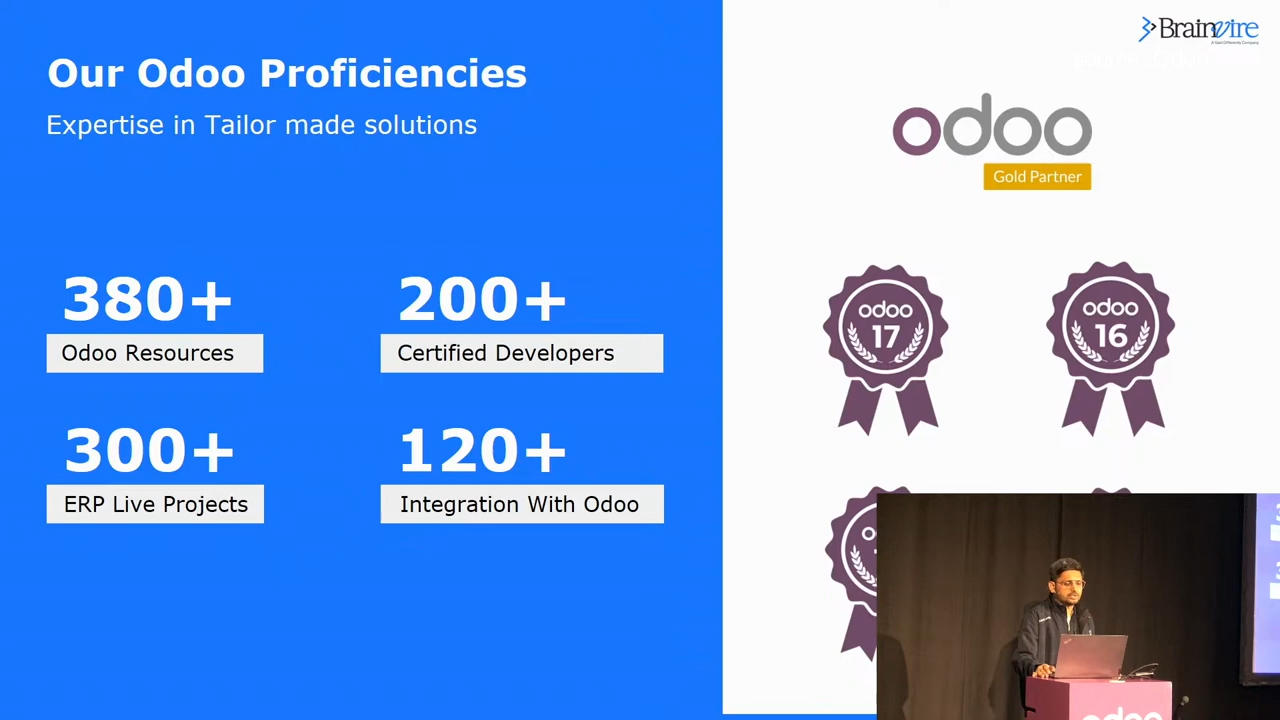 Brainvire
Our Odoo Proficiencies
Expertise in Tailor made solutions
odoo
Gold Partner
380+
Odoo Resources
200+
Certified Developers
300+
ERP Live Projects
120+
Integration With Odoo
odoo
17
odoo
16
odoo